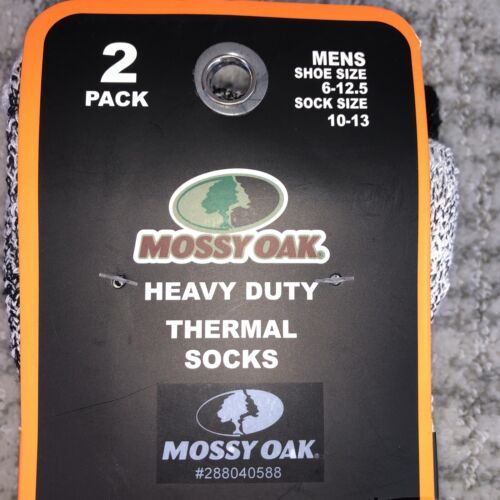 2
PACK
MENS
SHOE SIZE
6-12.5
SOCK SIZE
10-13
MOSSY OAK®
HEAVY DUTY
THERMAL
SOCKS
MOSSY OAK®
#288040588